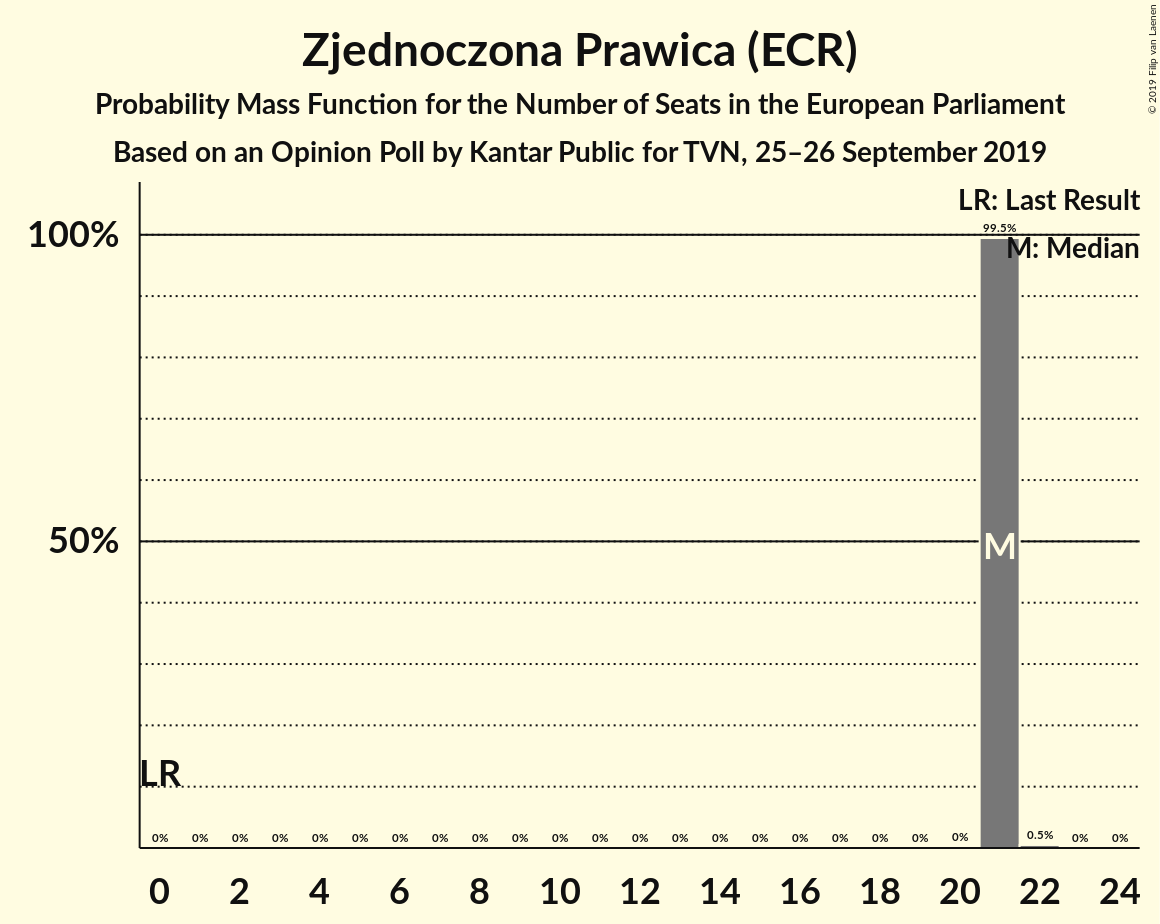 Zjednoczona Prawica (ECR)
Probability Mass Function for the Number of Seats in the European Parliament
Based on an Opinion Poll by Kantar Public for TVN, 25–26 September 2019
© 2019 Filip van Laenen
LR: Last Result
M: Median
100%
50%
99.5%
M
LR
0% 0% 0% 0% 0% 0% 0% 0% 0% 0% 0% 0% 0% 0% 0% 0% 0% 0% 0% 0% 0% 0.5% 0% 0%
0 2 4 6 8 10 12 14 16 18 20 22 24